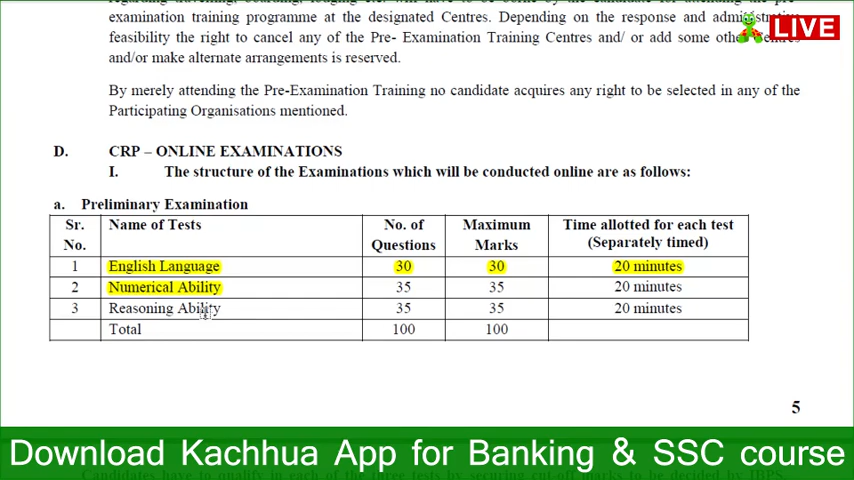 examination training programme at the designated Centres. Depending on the response and administrative
LIVE
feasibility the right to cancel any of the Pre- Examination Training Centres and/ or add some other Centres
and/or make alternate arrangements is reserved.
By merely attending the Pre-Examination Training no candidate acquires any right to be selected in any of the
Participating Organisations mentioned.
D. CRP – ONLINE EXAMINATIONS
I. The structure of the Examinations which will be conducted online are as follows:
a. Preliminary Examination
Sr. No. Name of Tests No. of Questions Maximum Marks Time allotted for each test (Separately timed)
1 English Language 30 30 20 minutes
2 Numerical Ability 35 35 20 minutes
3 Reasoning Ability 35 35 20 minutes
Total 100 100
5
Download Kachhua App for Banking & SSC course